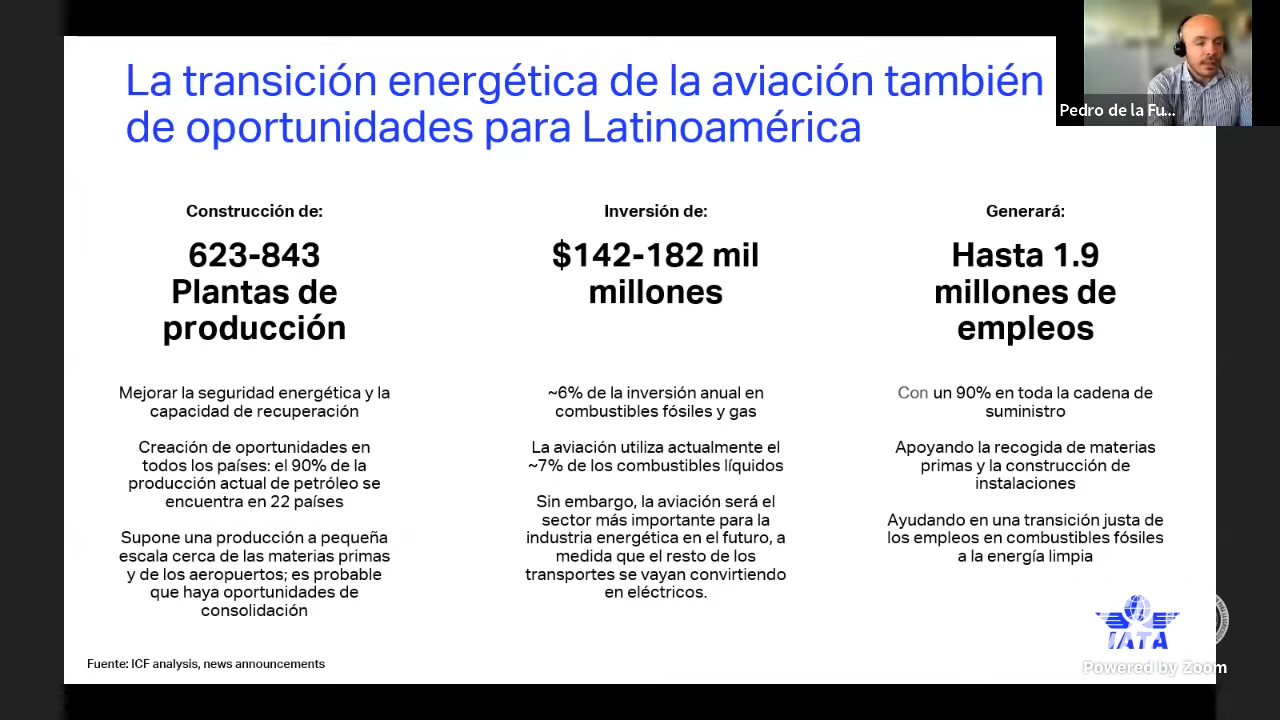 La transición energética de la aviación también
de oportunidades para Latinoamérica
Pedro de la Fu...
Construcción de:
623-843
Plantas de
producción
Mejorar la seguridad energética y la
capacidad de recuperación
Creación de oportunidades en
todos los países: el 90% de la
producción actual de petróleo se
encuentra en 22 países
Supone una producción a pequeña
escala cerca de las materias primas
y de los aeropuertos; es probable
que haya oportunidades de
consolidación
Inversión de:
$142-182 mil
millones
~6% de la inversión anual en
combustibles fósiles y gas
La aviación utiliza actualmente el
~7% de los combustibles líquidos
Sin embargo, la aviación será el
sector más importante para la
industria energética en el futuro, a
medida que el resto de los
transportes se vayan convirtiendo
en eléctricos.
Generará:
Hasta 1.9
millones de
empleos
Con un 90% en toda la cadena de
suministro
Apoyando la recogida de materias
primas y la construcción de
instalaciones
Ayudando en una transición justa de
los empleos en combustibles fósiles
a la energía limpia
IATA
Powered by Zoom
Fuente: ICF analysis, news announcements